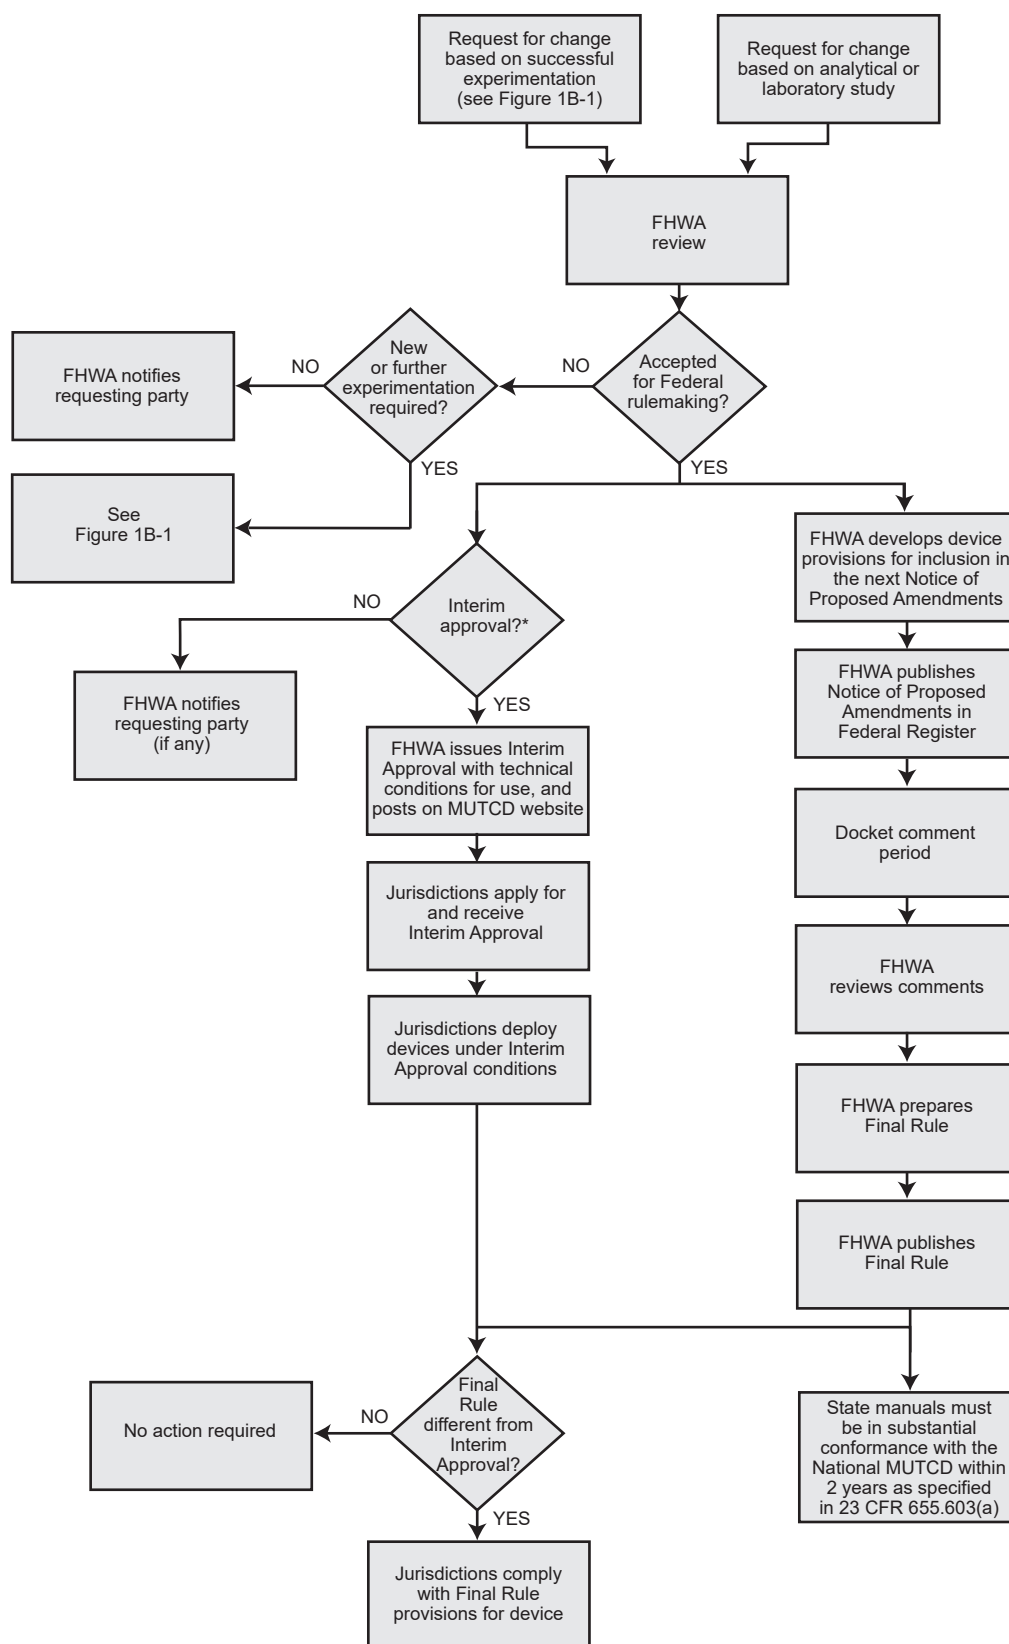 Request for change
based on successful
experimentation
(see Figure 1B-1)
Request for change
based on analytical or
laboratory study
FHWA
review
Accepted
for Federal
rulemaking?
NO
New
or further
experimentation
required?
NO
FHWA notifies
requesting party
YES
See
Figure 1B-1
YES
Interim
approval?*
NO
FHWA notifies
requesting party
(if any)
YES
FHWA issues Interim
Approval with technical
conditions for use, and
posts on MUTCD website
Jurisdictions apply for
and receive
Interim Approval
Jurisdictions deploy
devices under Interim
Approval conditions
FHWA develops device
provisions for inclusion in
the next Notice of
Proposed Amendments
FHWA publishes
Notice of Proposed
Amendments in
Federal Register
Docket comment
period
FHWA
reviews comments
FHWA prepares
Final Rule
FHWA publishes
Final Rule
Final
Rule
different from
Interim
Approval?
NO
No action required
YES
Jurisdictions comply
with Final Rule
provisions for device
State manuals must
be in substantial
conformance with the
National MUTCD within
2 years as specified
in 23 CFR 655.603(a)